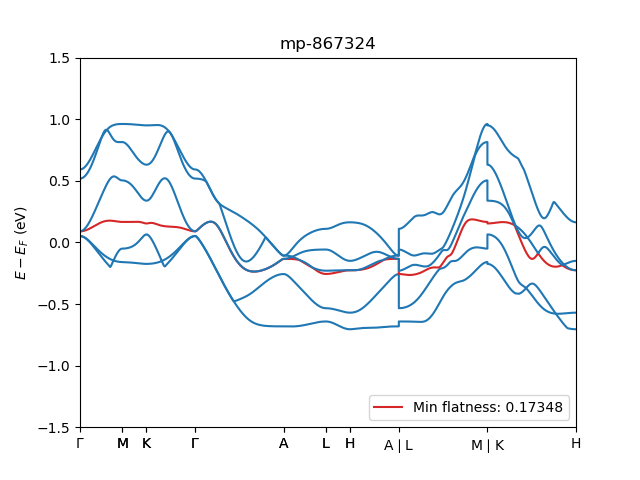 mp-867324
1.5
1.0
0.5
0.0
−0.5
−1.0
−1.5
E − E_F (eV)
Γ M K Γ A L H A | L M | K H
Min flatness: 0.17348